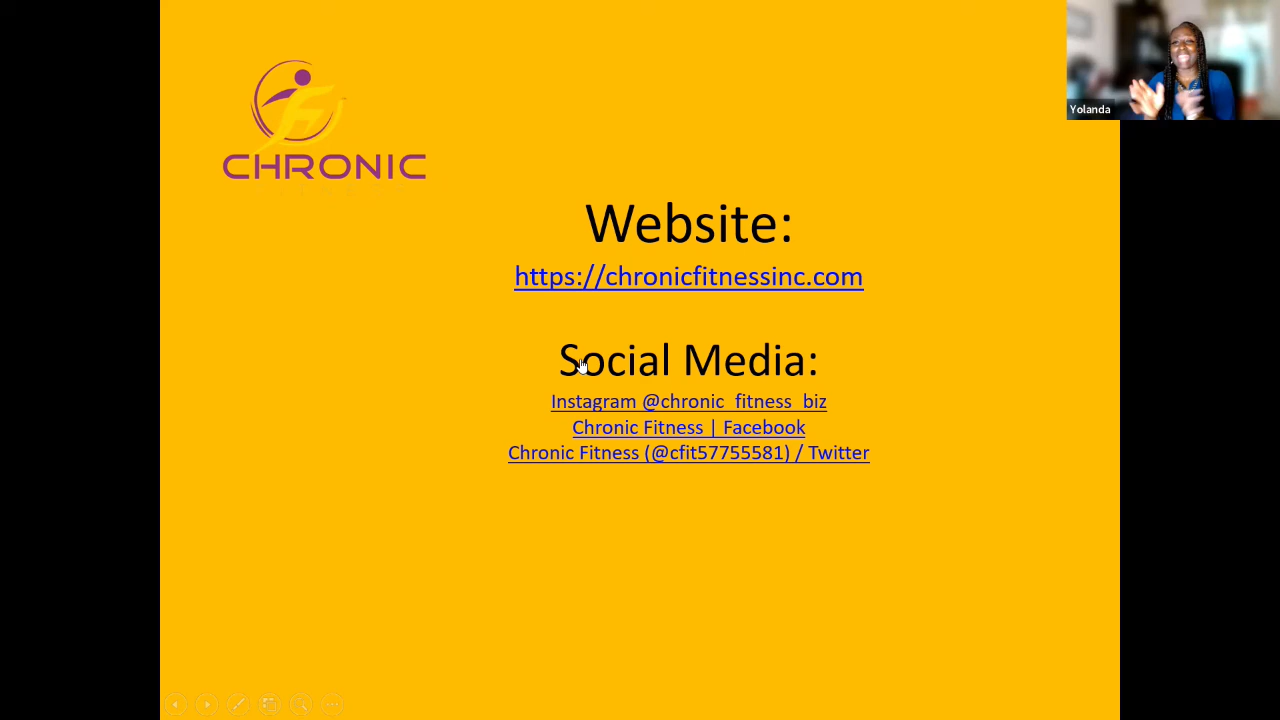 Yolanda
CHRONIC
Website:
https://chronicfitnessinc.com
Social Media:
Instagram @chronic_fitness_biz
Chronic Fitness | Facebook
Chronic Fitness (@cfit57755581) / Twitter